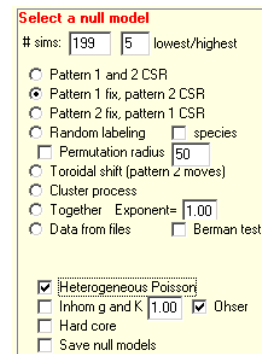 Select a null model
# sims: 199 5 lowest/highest
Pattern 1 and 2 CSR
Pattern 1 fix, pattern 2 CSR
Pattern 2 fix, pattern 1 CSR
Random labeling species
Permutation radius 50
Toroidal shift (pattern 2 moves)
Cluster process
Together Exponent= 1.00
Data from files Berman test
Heterogeneous Poisson
Inhom g and K 1.00 Ohser
Hard core
Save null models